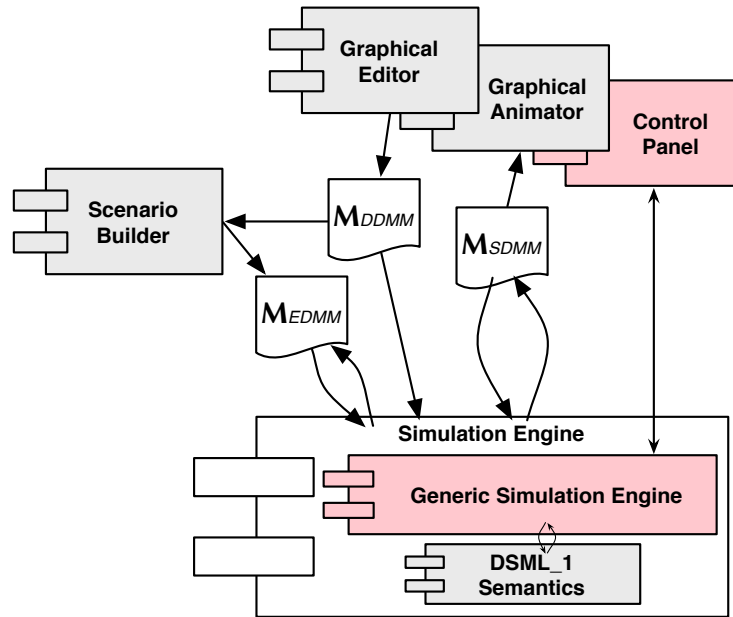 Graphical
Editor
Graphical
Animator
Control
Panel
Scenario
Builder
MDDMM
MSDMM
MEDMM
Simulation Engine
Generic Simulation Engine
DSML_1
Semantics